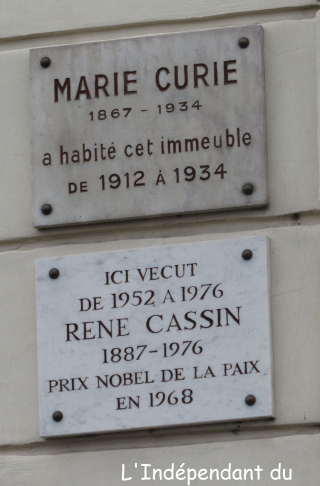 MARIE CURIE
1867 - 1934
a habité cet immeuble
DE 1912 À 1934
ICI VECUT
DE 1952 A 1976
RENE CASSIN
1887-1976
PRIX NOBEL DE LA PAIX
EN 1968
L'Indépendant du